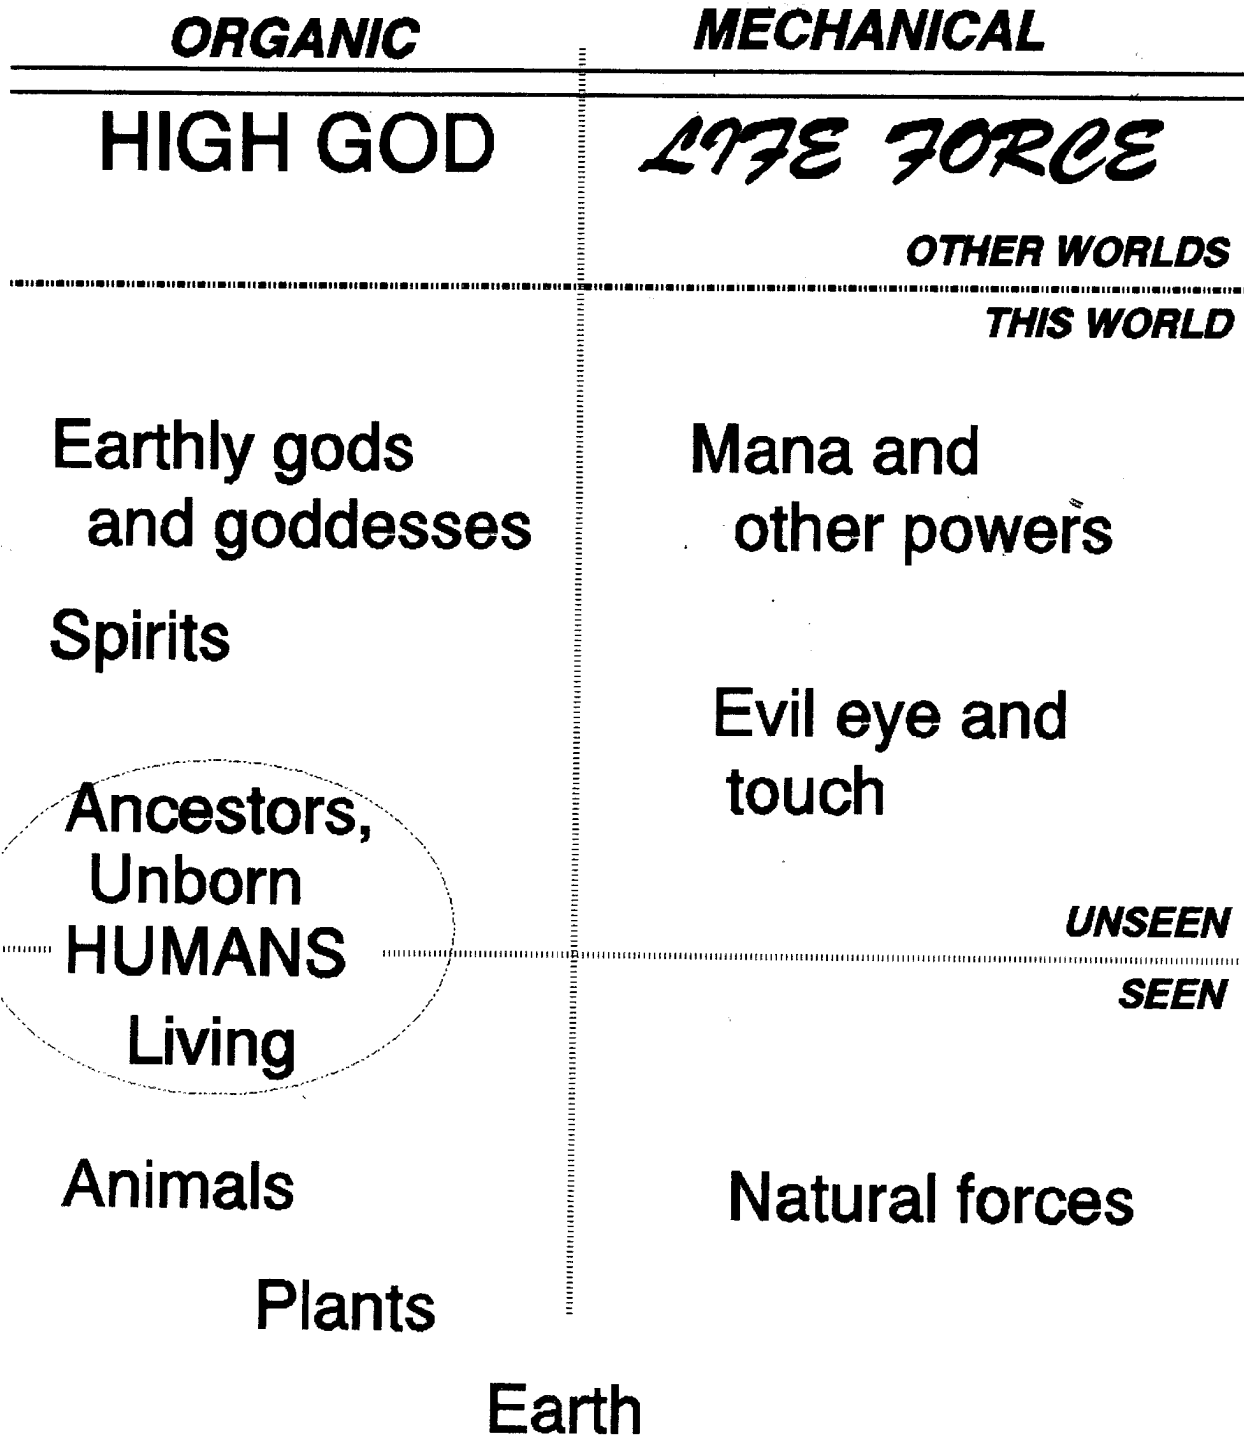 ORGANIC
MECHANICAL
HIGH GOD
LIFE FORCE
OTHER WORLDS
THIS WORLD
Earthly gods
and goddesses
Mana and
other powers
Spirits
Evil eye and
touch
Ancestors,
Unborn
HUMANS
Living
UNSEEN
SEEN
Animals
Natural forces
Plants
Earth